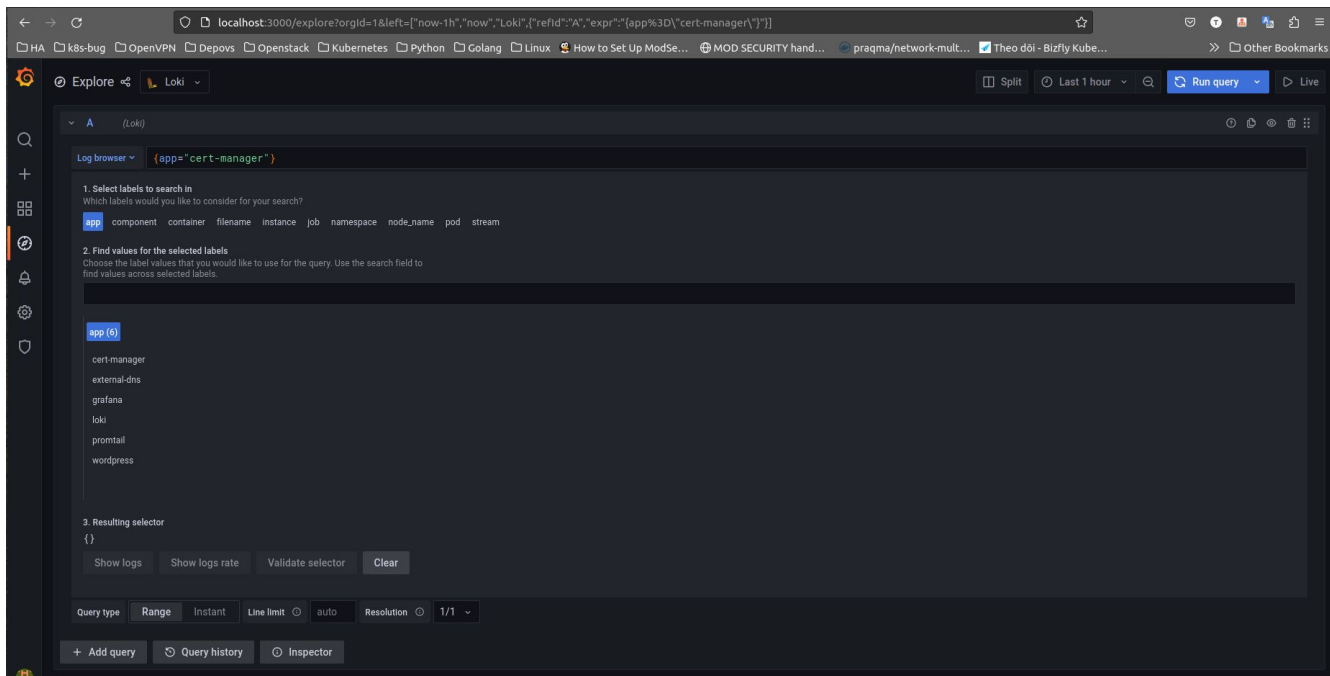 localhost:3000/explore?orgId=1&left=["now-1h","now","Loki",{"refId":"A","expr":"{app%3D\"cert-manager\"}"}]
HA k8s-bug OpenVPN Depovs Openstack Kubernetes Python Golang Linux How to Set Up ModSe... MOD SECURITY hand... praqma/network-mult... Theo dõi - Bizfly Kube... Other Bookmarks
Explore Loki Split Last 1 hour Run query Live
A (Loki)
Log browser {app="cert-manager"}
1. Select labels to search in
Which labels would you like to consider for your search?
app component container filename instance job namespace node_name pod stream
2. Find values for the selected labels
Choose the label values that you would like to use for the query. Use the search field to
find values across selected labels.
app (6)
cert-manager
external-dns
grafana
loki
promtail
wordpress
3. Resulting selector
{}
Show logs Show logs rate Validate selector Clear
Query type Range Instant Line limit auto Resolution 1/1
+ Add query Query history Inspector